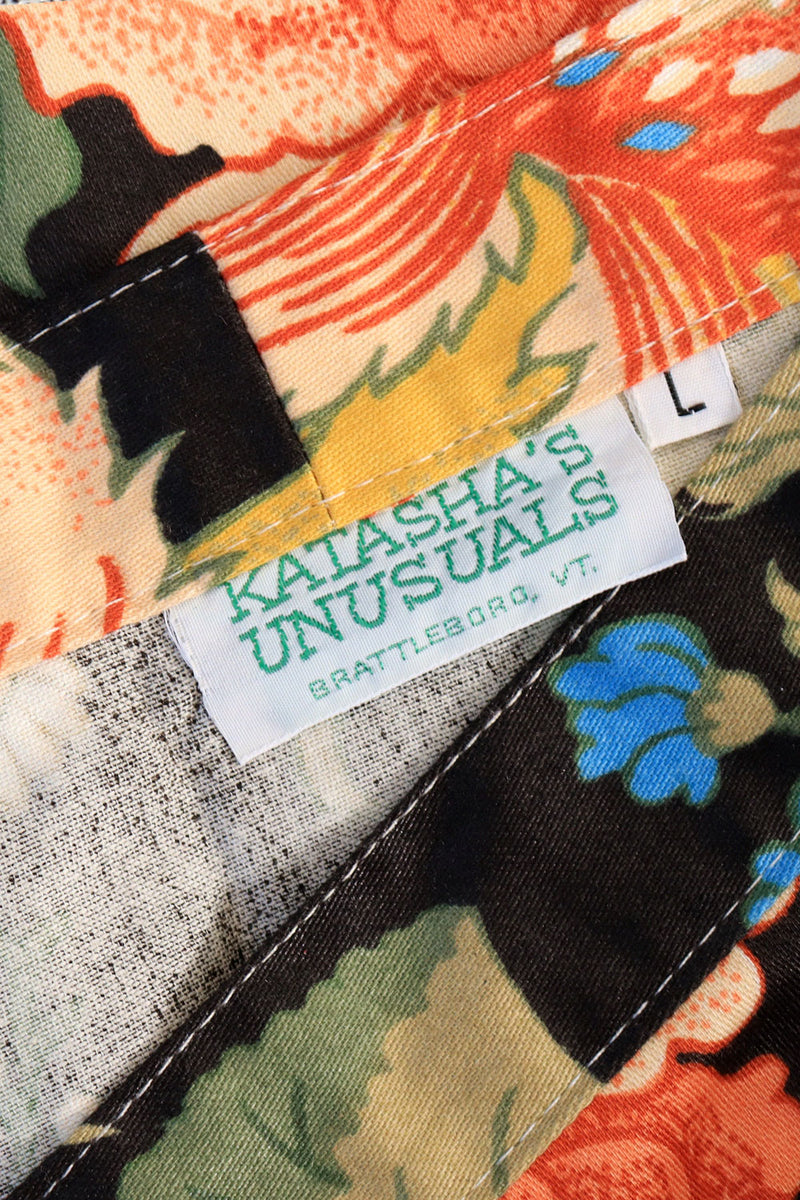 L
KATASHA'S
UNUSUALS
BRATTLEBORO, VT.